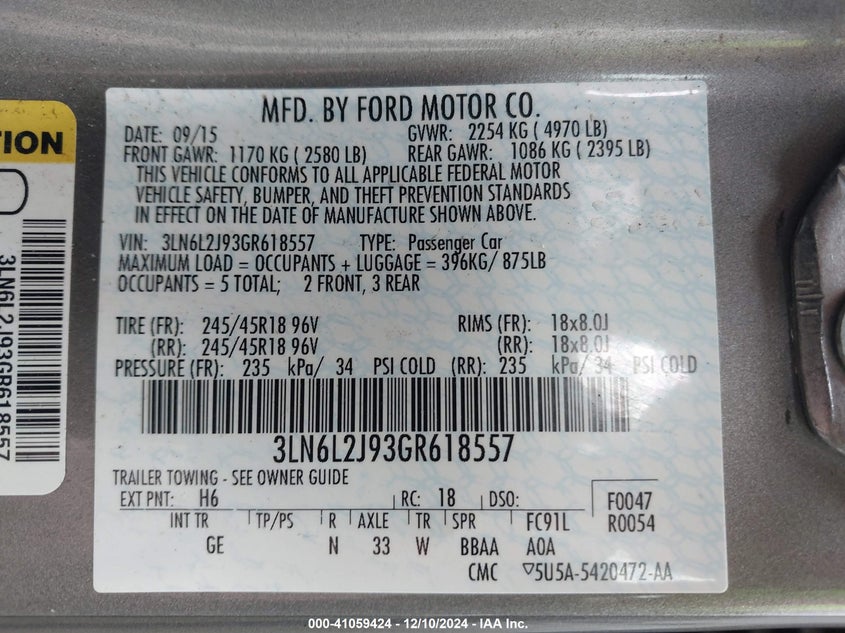 TION
3LN6L2J93GR618557
MFD. BY FORD MOTOR CO.
DATE: 09/15 GVWR: 2254 KG ( 4970 LB)
FRONT GAWR: 1170 KG ( 2580 LB) REAR GAWR: 1086 KG ( 2395 LB)
THIS VEHICLE CONFORMS TO ALL APPLICABLE FEDERAL MOTOR
VEHICLE SAFETY, BUMPER, AND THEFT PREVENTION STANDARDS
IN EFFECT ON THE DATE OF MANUFACTURE SHOWN ABOVE.
VIN: 3LN6L2J93GR618557 TYPE: Passenger Car
MAXIMUM LOAD = OCCUPANTS + LUGGAGE = 396KG/ 875LB
OCCUPANTS = 5 TOTAL; 2 FRONT, 3 REAR
TIRE (FR): 245/45R18 96V RIMS (FR): 18x8.0J
(RR): 245/45R18 96V (RR): 18x8.0J
PRESSURE (FR): 235 kPa/ 34 PSI COLD (RR): 235 kPa/ 34 PSI COLD
3LN6L2J93GR618557
TRAILER TOWING - SEE OWNER GUIDE
EXT PNT: H6 RC: 18 DSO: F0047
INT TR TP/PS R AXLE TR SPR FC91L R0054
GE N 33 W BBAA A0A
CMC ▽5U5A-5420472-AA
000-41059424 - 12/10/2024 - IAA Inc.